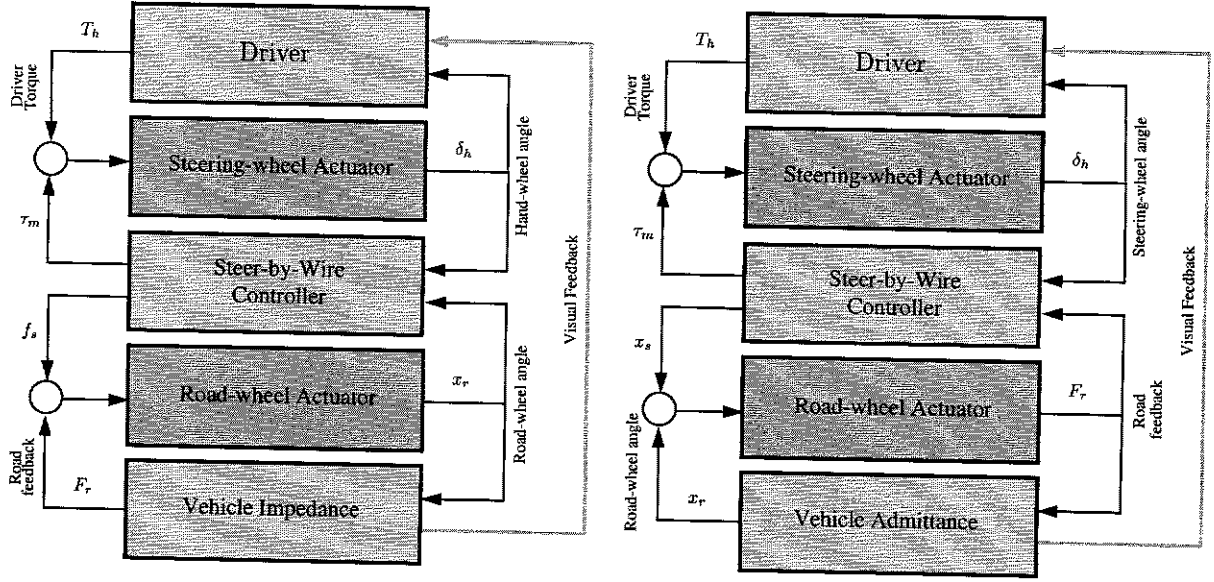 T_h
Driver
Driver
Torque
Steering-wheel Actuator
δ_h
Hand-wheel angle
τ_m
Steer-by-Wire
Controller
Visual Feedback
f_s
Road-wheel Actuator
x_r
Road-wheel angle
Road
feedback
F_r
Vehicle Impedance
T_h
Driver
Driver
Torque
Steering-wheel Actuator
δ_h
Steering-wheel angle
τ_m
Steer-by-Wire
Controller
Visual Feedback
x_s
Road-wheel Actuator
F_r
Road
feedback
Road-wheel angle
x_r
Vehicle Admittance